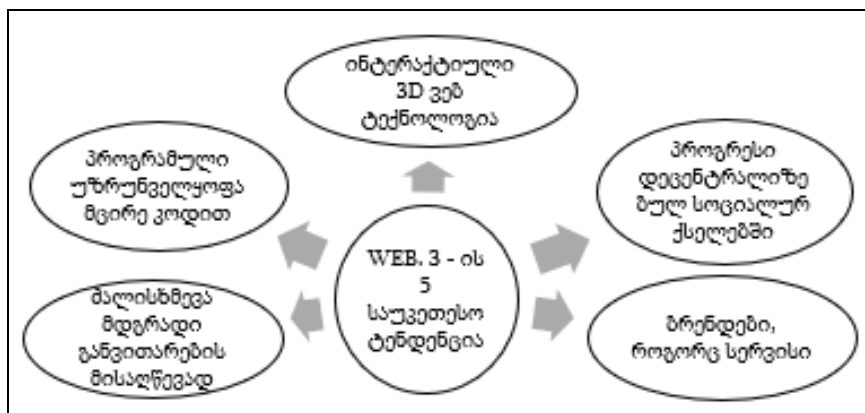 ინტერაქტიული
3D ვებ
ტექნოლოგია
პროგრამული
უზრუნველყოფა
მცირე კოდით
პროგრესი
დეცენტრალიზე
ბულ სოციალურ
ქსელებში
WEB. 3 - ის
5
საუკეთესო
ტენდენცია
ძალისხმევა
მდგრადი
განვითარების
მისაღწევად
ბრენდები,
როგორც სერვისი